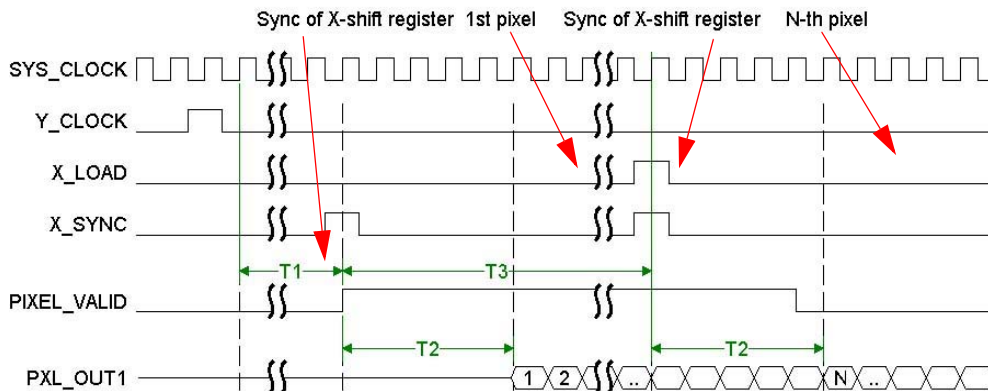 Sync of X-shift register 1st pixel Sync of X-shift register N-th pixel
SYS_CLOCK
Y_CLOCK
X_LOAD
X_SYNC
T1 T3
PIXEL_VALID
T2 T2
PXL_OUT1 1 2 .. N ..